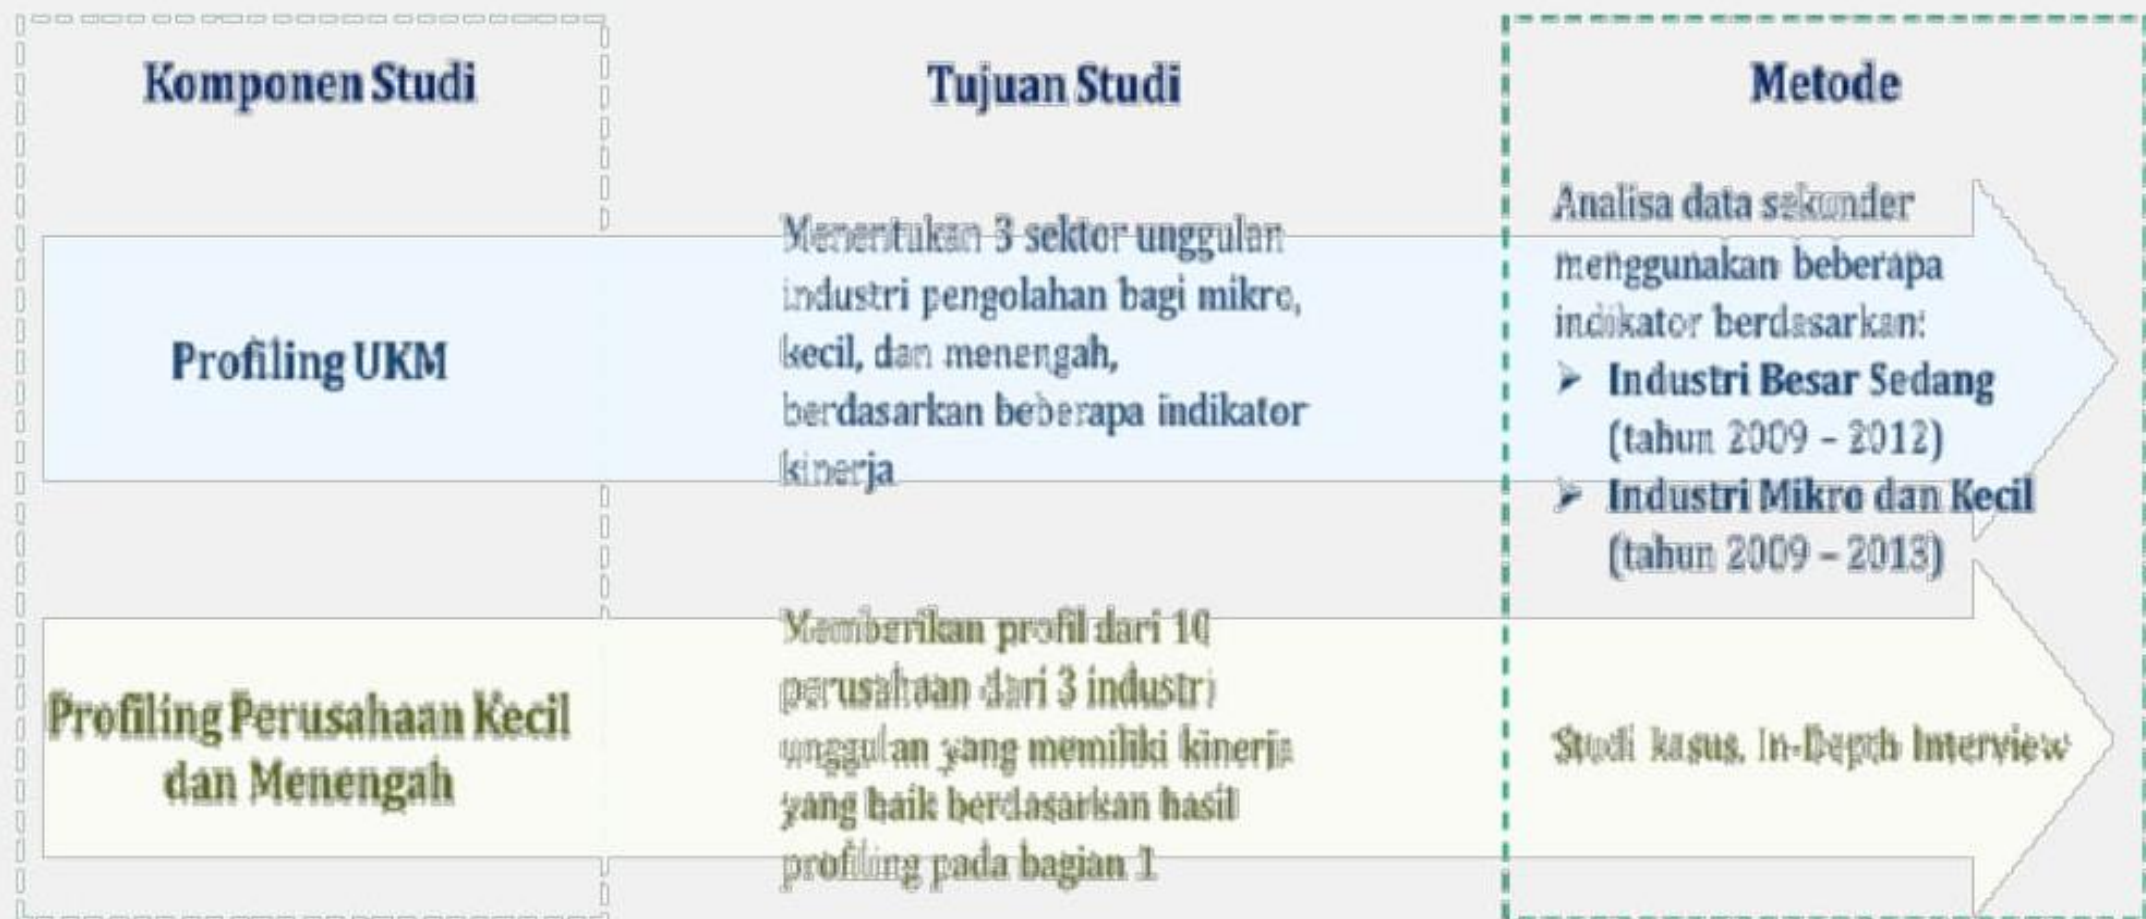 Komponen Studi
Tujuan Studi
Metode
Profiling UKM
Menentukan 3 sektor unggulan
industri pengolahan bagi mikro,
kecil, dan menengah,
berdasarkan beberapa indikator
kinerja
Analisa data sekunder
menggunakan beberapa
indikator berdasarkan:
➢ Industri Besar Sedang
(tahun 2009 – 2012)
➢ Industri Mikro dan Kecil
(tahun 2009 – 2013)
Profiling Perusahaan Kecil
dan Menengah
Memberikan profil dari 10
perusahaan dari 3 industri
unggulan yang memiliki kinerja
yang baik berdasarkan hasil
profiling pada bagian 1
Studi kasus, In-Depth Interview